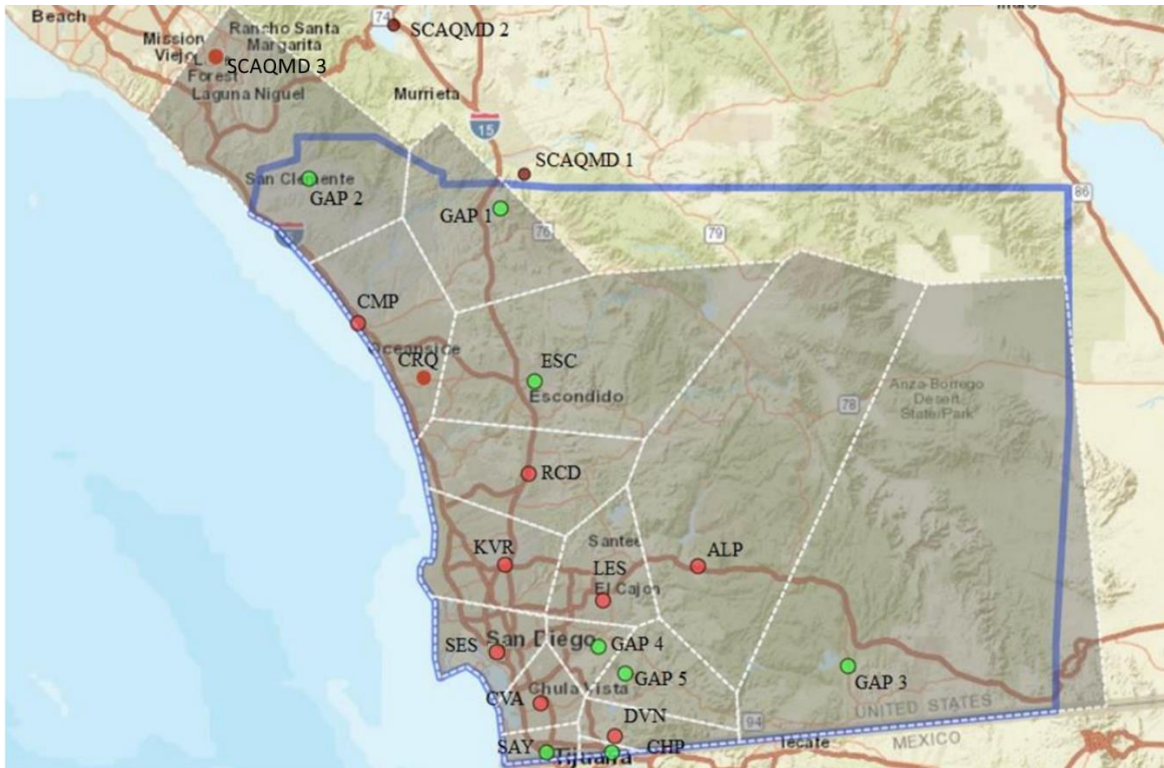 Beach
74
SCAQMD 2
Rancho Santa
Margarita
Mission
Viejo
SCAQMD 3
Forest
Laguna Niguel
Murrieta
15
SCAQMD 1
San Clemente
GAP 2
GAP 1
86
76
79
CMP
Oceanside
CRQ
ESC
Escondido
Anza-Borrego
Desert
State/Park
78
RCD
KVR
Santee
ALP
LES
El Cajon
SES
San Diego
GAP 4
GAP 5
GAP 3
CVA
Chula Vista
DVN
94
UNITED STATES
SAY
Tijuana
CHP
Tecate
MEXICO